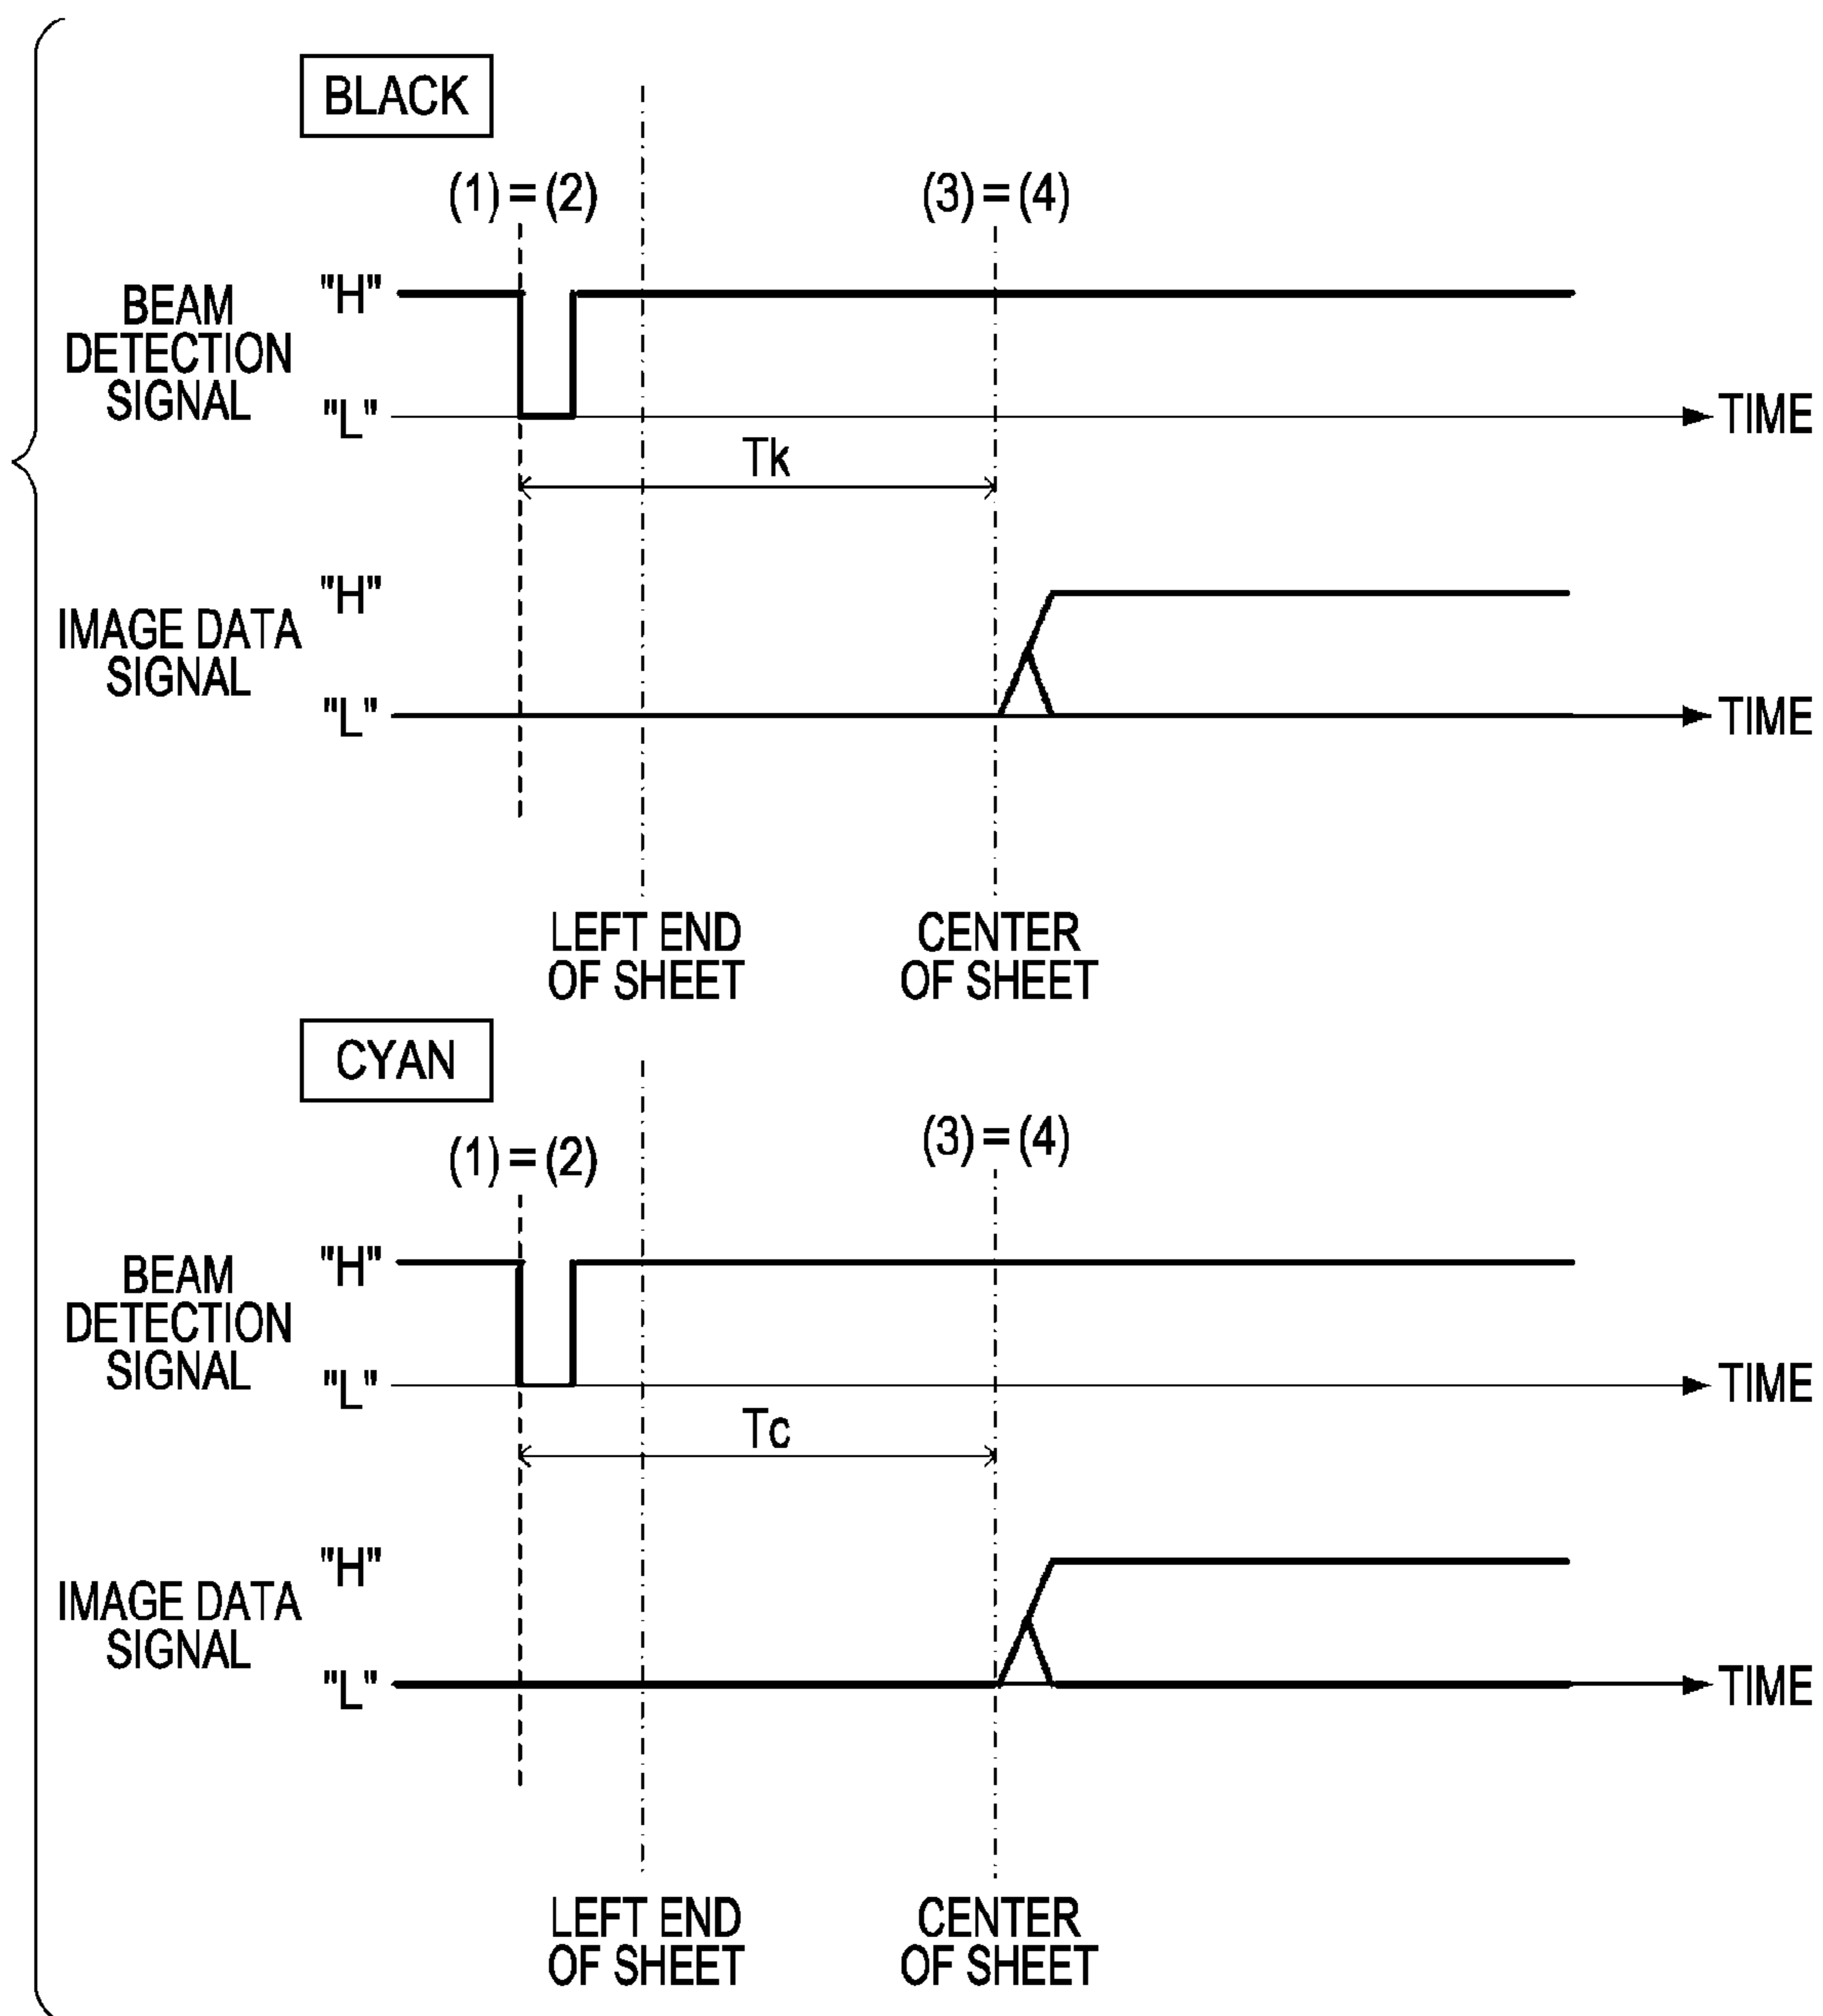 BLACK
(1) = (2)
(3) = (4)
BEAM
DETECTION
SIGNAL
"H"
"L"
TIME
Tk
IMAGE DATA
SIGNAL
"H"
"L"
TIME
LEFT END
OF SHEET
CENTER
OF SHEET
CYAN
(1) = (2)
(3) = (4)
BEAM
DETECTION
SIGNAL
"H"
"L"
TIME
Tc
IMAGE DATA
SIGNAL
"H"
"L"
TIME
LEFT END
OF SHEET
CENTER
OF SHEET